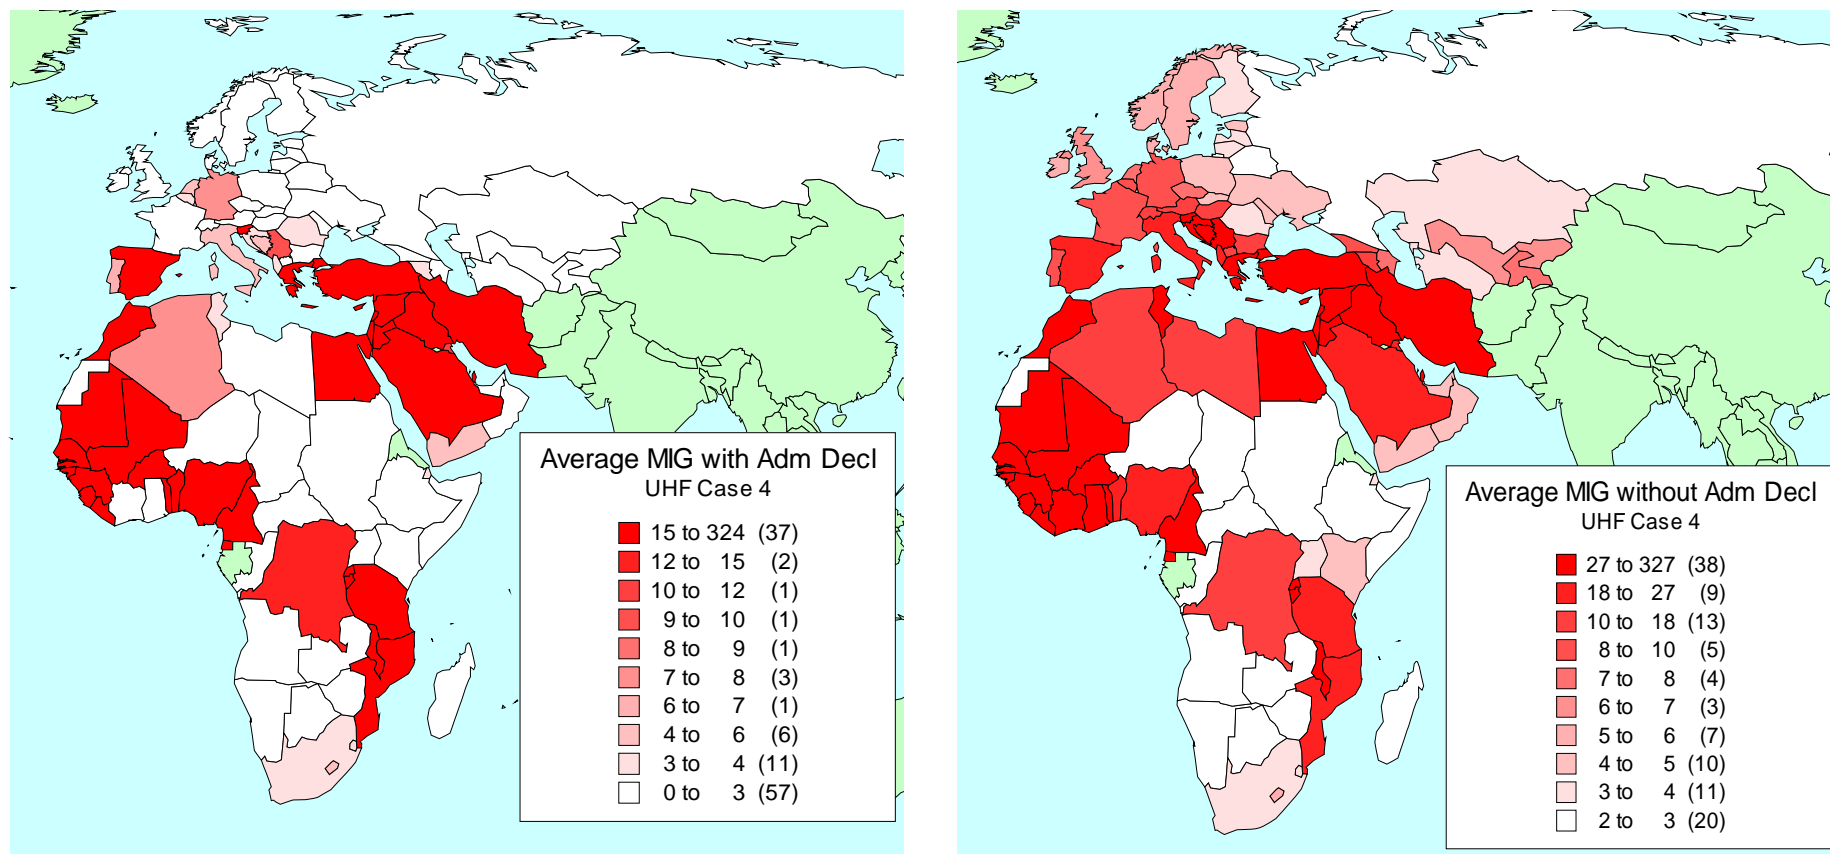 Average MIG with Adm Decl
UHF Case 4
15 to 324 (37)
12 to 15 (2)
10 to 12 (1)
9 to 10 (1)
8 to 9 (1)
7 to 8 (3)
6 to 7 (1)
4 to 6 (6)
3 to 4 (11)
0 to 3 (57)
Average MIG without Adm Decl
UHF Case 4
27 to 327 (38)
18 to 27 (9)
10 to 18 (13)
8 to 10 (5)
7 to 8 (4)
6 to 7 (3)
5 to 6 (7)
4 to 5 (10)
3 to 4 (11)
2 to 3 (20)